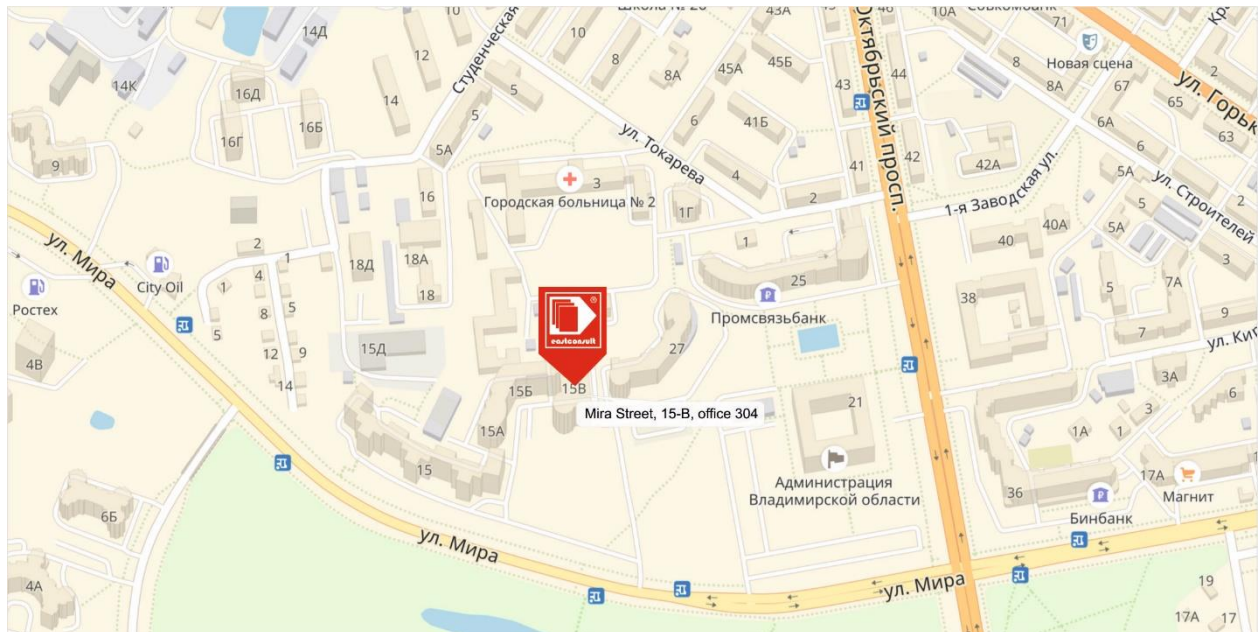 10
12
14Д
14К
16Д
16Б
16Г
14
Студенческая
5
5
5А
9
10
8
8А
43А
45А
45Б
41Б
6
ул. Токарева
4
2
43
44
41
42
Октябрьский просп.
10А
Совкомбанк
71
Новая сцена
8
8А
67
65
63
2
ул. Горьк
6А
6
42А
5А
ул. Строителей
2
1-я Заводская ул.
16
3
Городская больница № 2
1Г
1
25
Промсвязьбанк
40
40А
5
5А
3
38
5
7А
7
9
ул. Мира
2
1
4
1
5
8
5
12
9
14
City Oil
Ростех
4В
18Д
18А
18
15Д
®
eastconsult
27
15В
15Б
15А
15
Mira Street, 15-В, office 304
21
Администрация
Владимирской области
3А
6
3
1А
1
17А
Магнит
36
Бинбанк
6Б
4А
ул. Мира
ул. Мира
19
17А
17